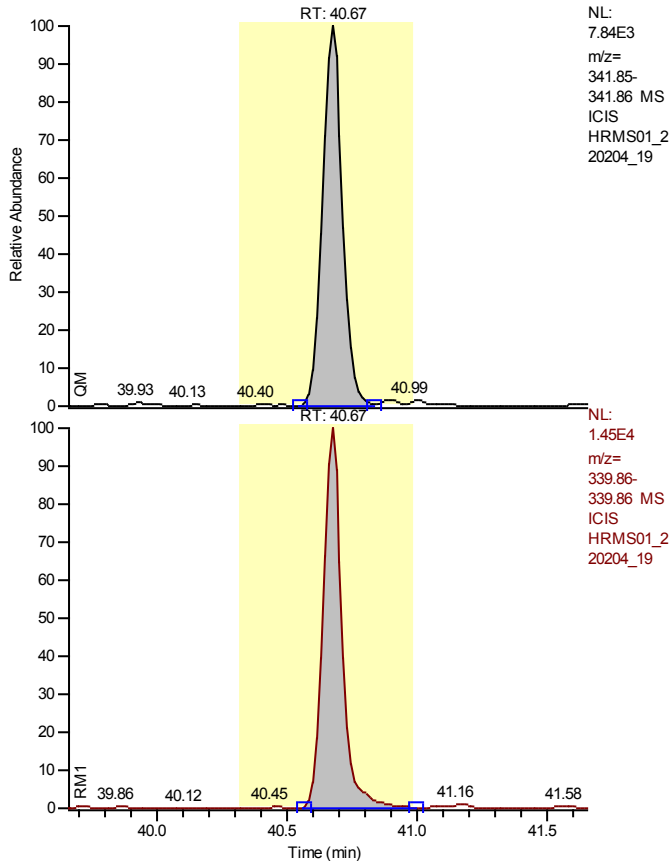 RT: 40.67
NL:
7.84E3
m/z=
341.85-
341.86 MS
ICIS
HRMS01_2
20204_19
100
90
80
70
60
50
40
30
20
10
0
Relative Abundance
QM
39.93 40.13 40.40 40.99
RT: 40.67
NL:
1.45E4
m/z=
339.86-
339.86 MS
ICIS
HRMS01_2
20204_19
100
90
80
70
60
50
40
30
20
10
0
RM1
39.86 40.12 40.45 41.16 41.58
40.0 40.5 41.0 41.5
Time (min)